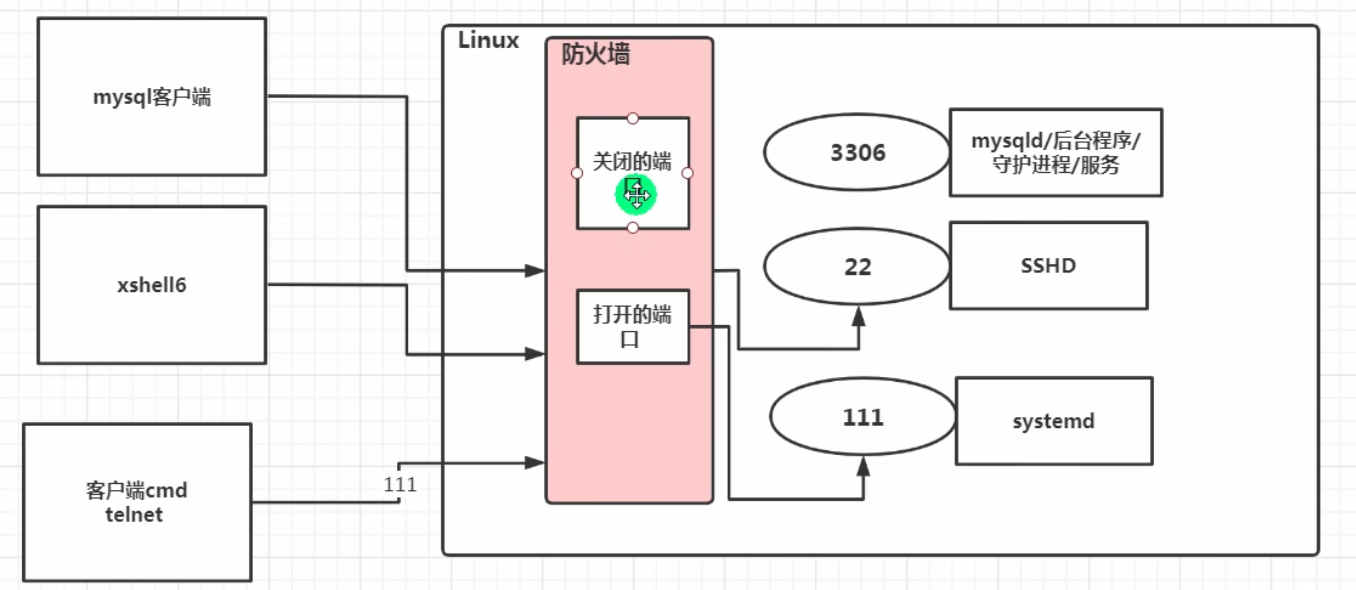 mysql客户端
xshell6
客户端cmd
telnet
111
Linux
防火墙
关闭的端
打开的端
口
3306
mysqld/后台程序/
守护进程/服务
22
SSHD
111
systemd